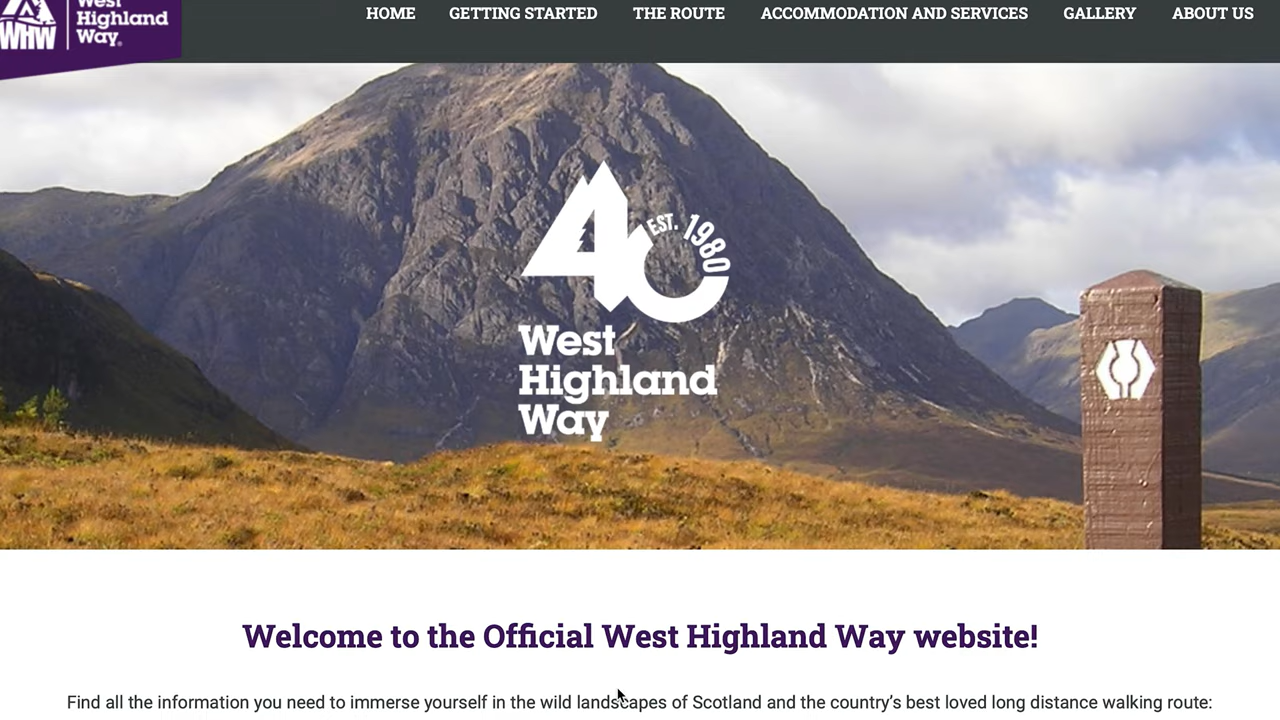 West
Highland
Way®
WHW
HOME GETTING STARTED THE ROUTE ACCOMMODATION AND SERVICES GALLERY ABOUT US
40
EST. 1980
West
Highland
Way
Welcome to the Official West Highland Way website!
Find all the information you need to immerse yourself in the wild landscapes of Scotland and the country’s best loved long distance walking route: